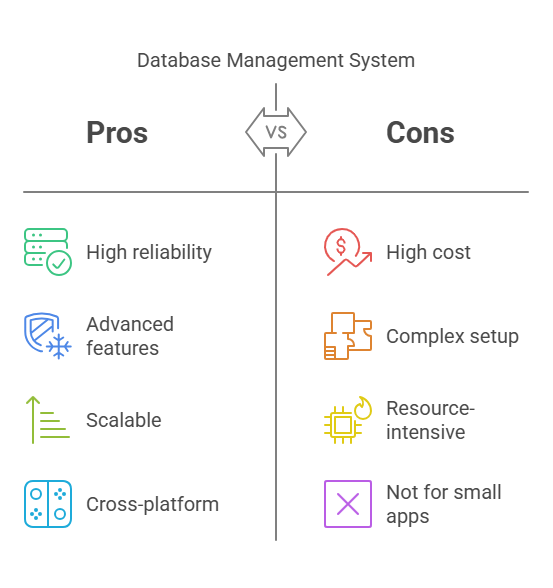 Database Management System
Pros
VS
Cons
High reliability
High cost
Advanced
features
Complex setup
Scalable
Resource-
intensive
Cross-platform
Not for small
apps